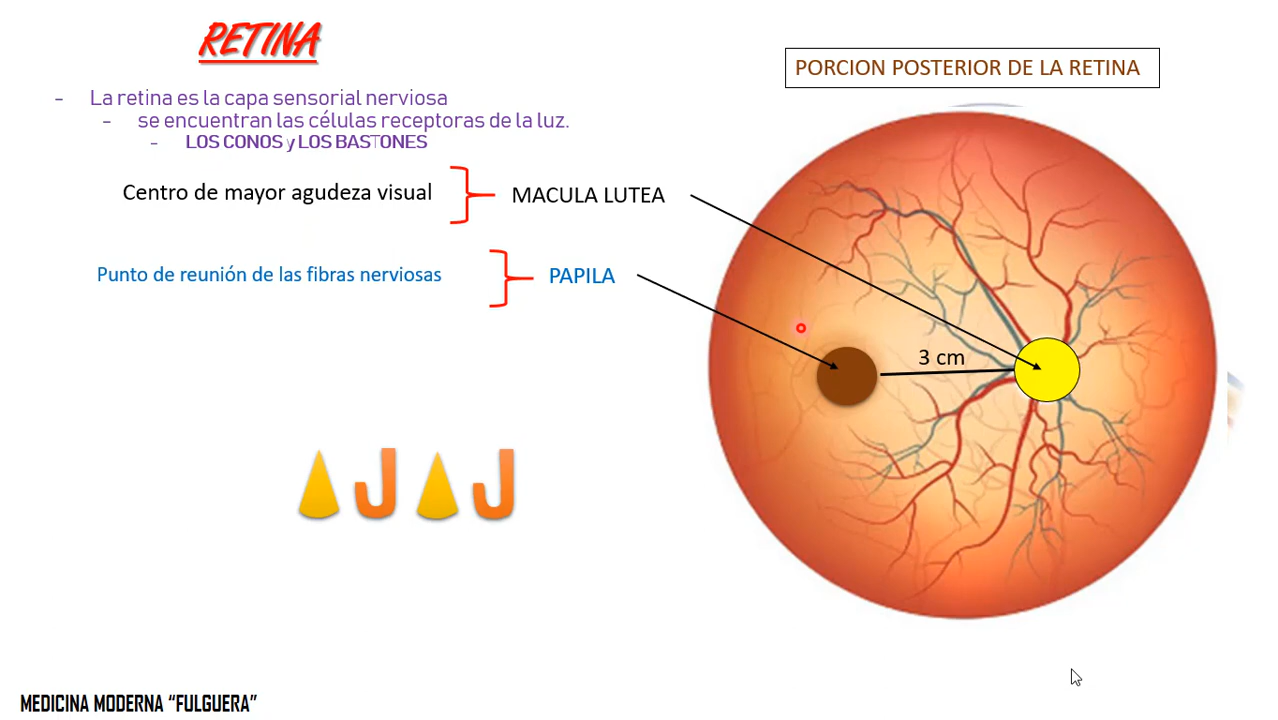 RETINA
PORCION POSTERIOR DE LA RETINA
- La retina es la capa sensorial nerviosa
- se encuentran las células receptoras de la luz.
- LOS CONOS y LOS BASTONES
Centro de mayor agudeza visual
MACULA LUTEA
Punto de reunión de las fibras nerviosas
PAPILA
3 cm
MEDICINA MODERNA “FULGUERA”